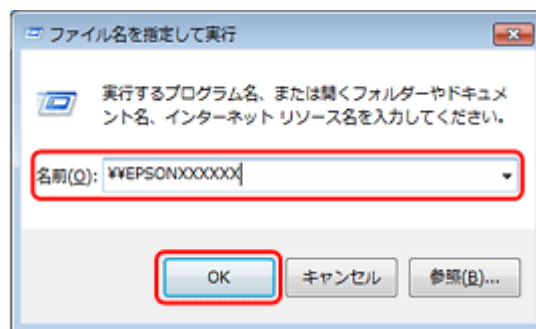 ファイル名を指定して実行
実行するプログラム名、または開くフォルダーやドキュメ
ント名、インターネット リソース名を入力してください。
名前(O): ¥¥EPSONXXXXXX
OK キャンセル 参照(B)...